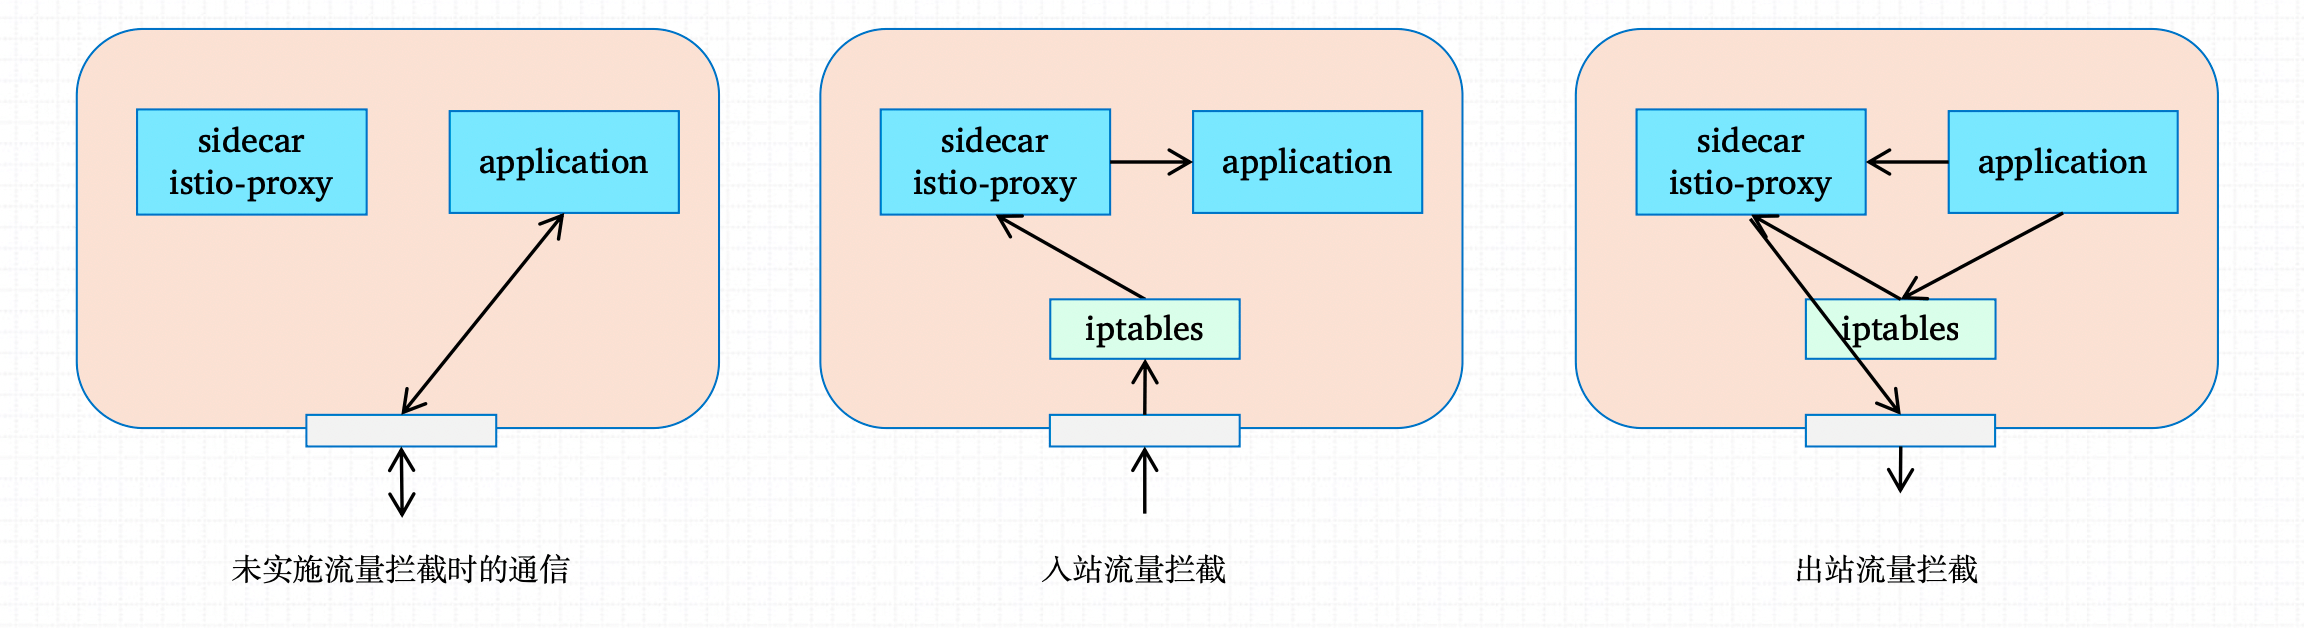 sidecar
istio-proxy
application
未实施流量拦截时的通信
sidecar
istio-proxy
application
iptables
入站流量拦截
sidecar
istio-proxy
application
iptables
出站流量拦截